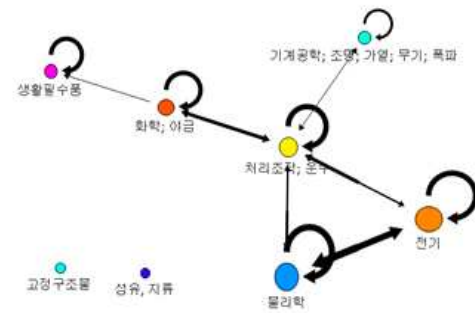 기계공학; 조명; 가열; 무기; 폭파
생활필수품
화학; 야금
처리조작; 운수
전기
고정구조물
섬유, 지류
물리학